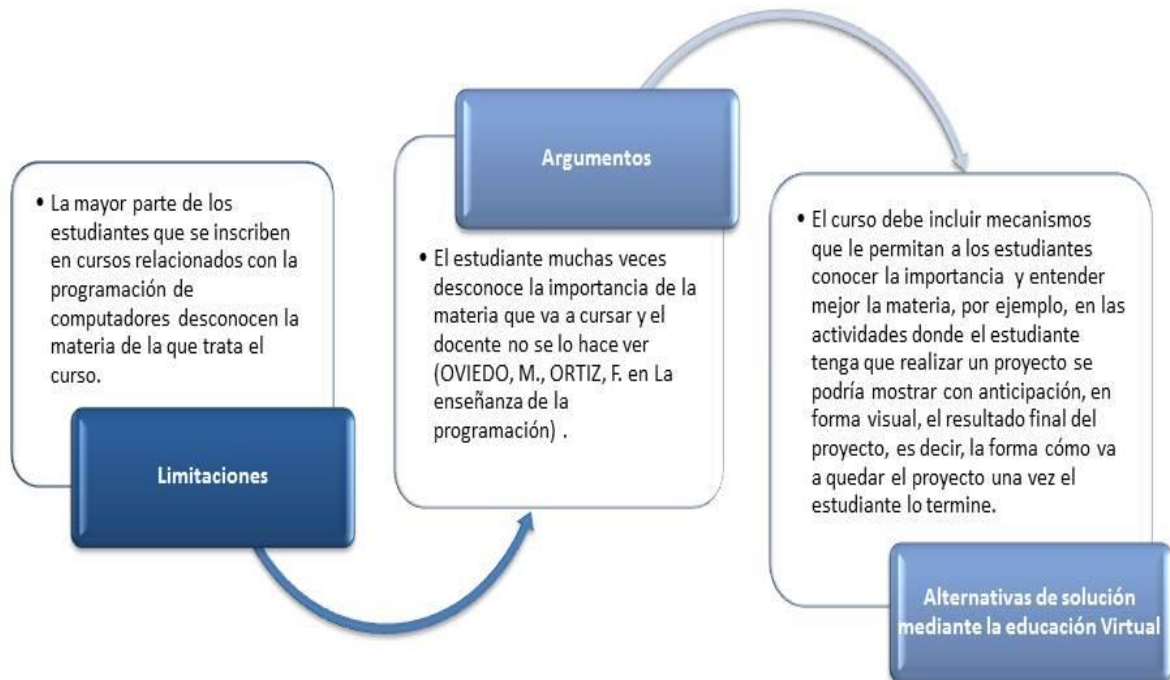 • La mayor parte de los
estudiantes que se inscriben
en cursos relacionados con la
programación de
computadores desconocen la
materia de la que trata el
curso.
Limitaciones
Argumentos
• El estudiante muchas veces
desconoce la importancia de la
materia que va a cursar y el
docente no se lo hace ver
(OVIEDO, M., ORTIZ, F. en La
enseñanza de la
programación) .
• El curso debe incluir mecanismos
que le permitan a los estudiantes
conocer la importancia y entender
mejor la materia, por ejemplo, en las
actividades donde el estudiante
tenga que realizar un proyecto se
podría mostrar con anticipación, en
forma visual, el resultado final del
proyecto, es decir, la forma cómo va
a quedar el proyecto una vez el
estudiante lo termine.
Alternativas de solución
mediante la educación Virtual